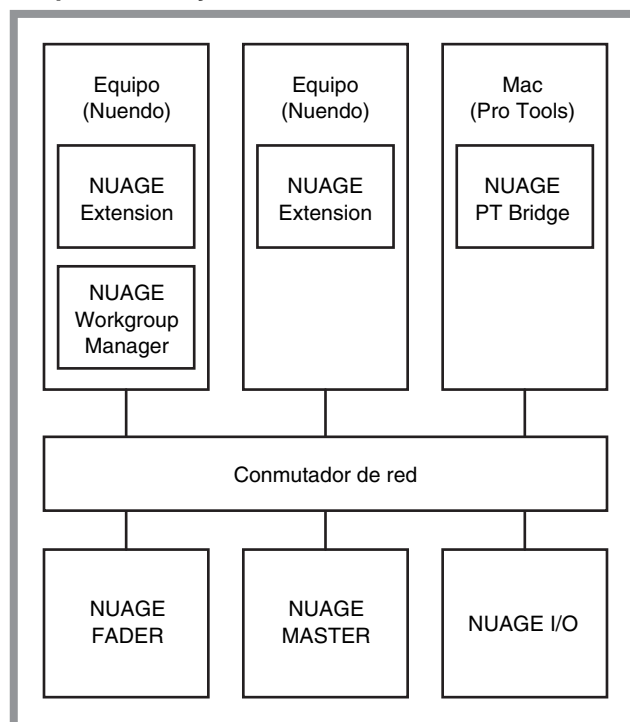 Equipo
(Nuendo)
NUAGE
Extension
NUAGE
Workgroup
Manager
Equipo
(Nuendo)
NUAGE
Extension
Mac
(Pro Tools)
NUAGE
PT Bridge
Conmutador de red
NUAGE
FADER
NUAGE
MASTER
NUAGE I/O